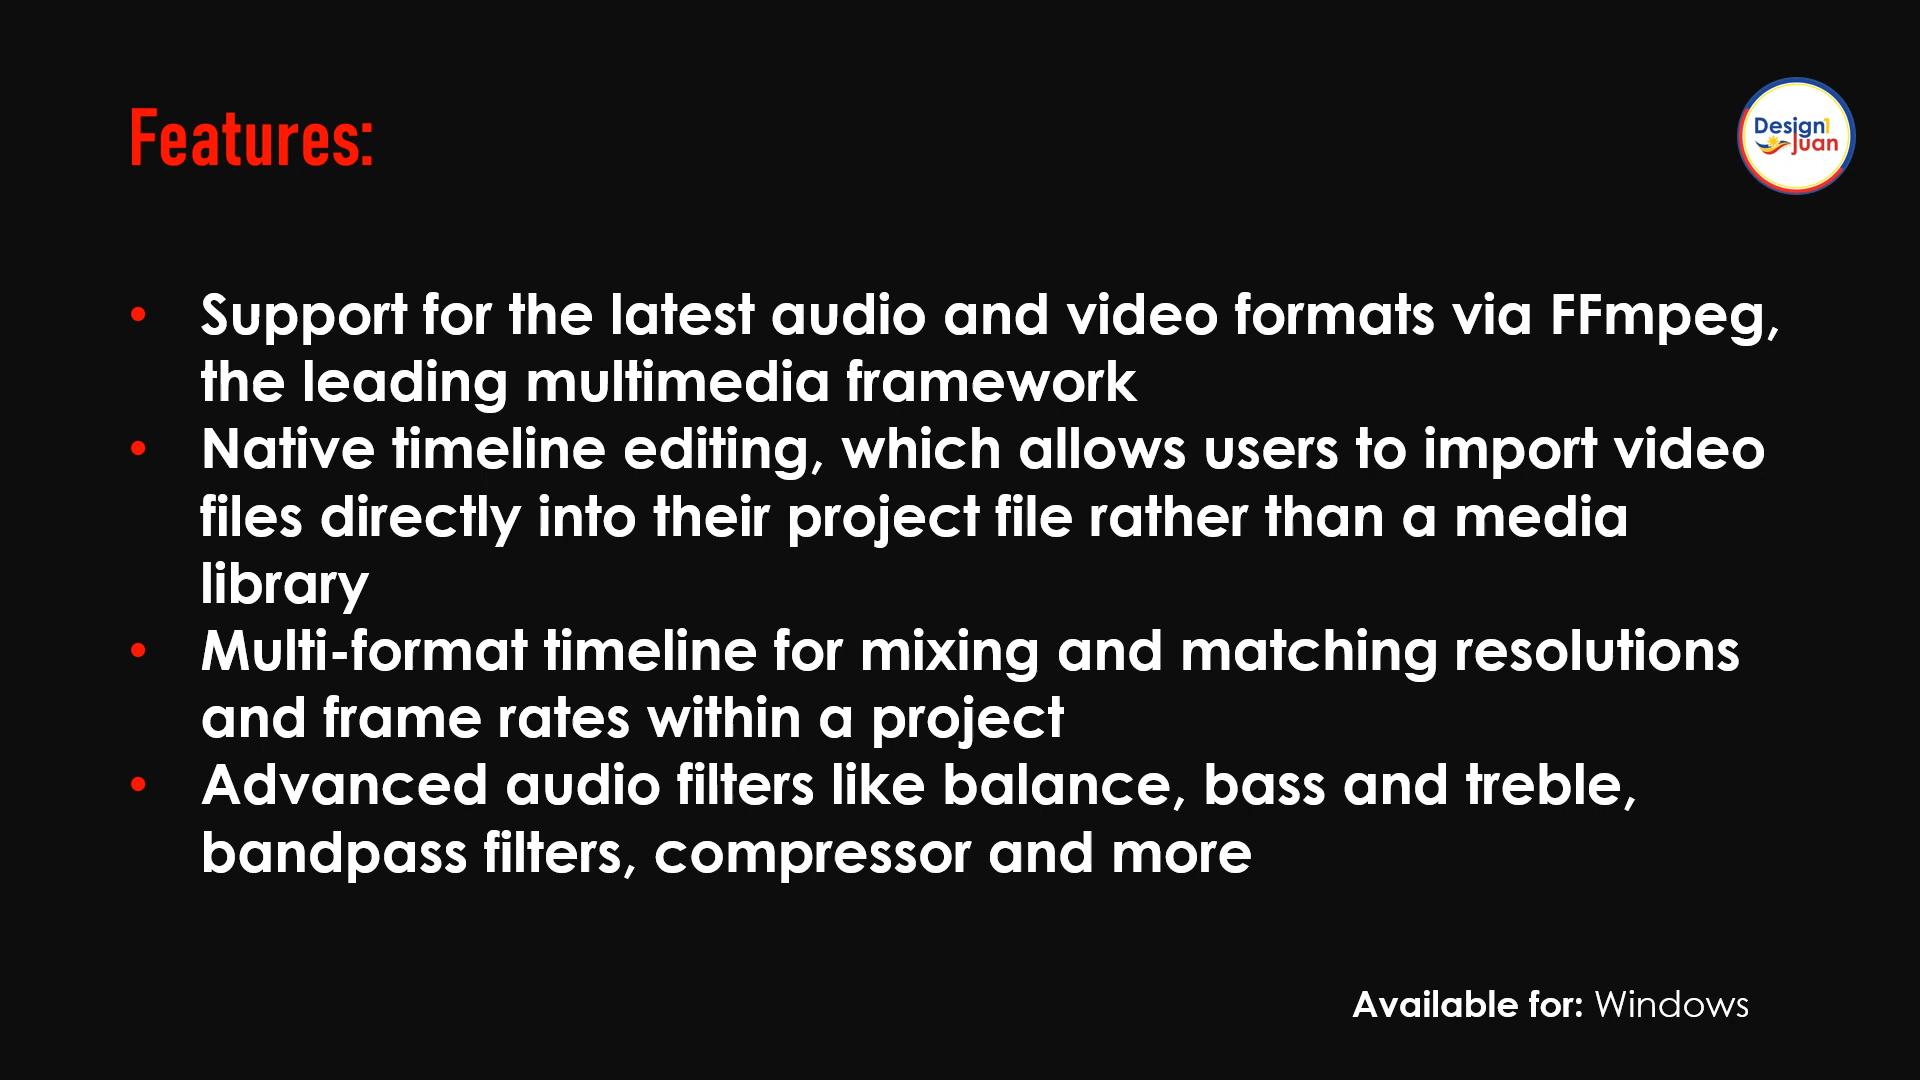 Features:
Design1
Juan
• Support for the latest audio and video formats via FFmpeg,
the leading multimedia framework
• Native timeline editing, which allows users to import video
files directly into their project file rather than a media
library
• Multi-format timeline for mixing and matching resolutions
and frame rates within a project
• Advanced audio filters like balance, bass and treble,
bandpass filters, compressor and more
Available for: Windows